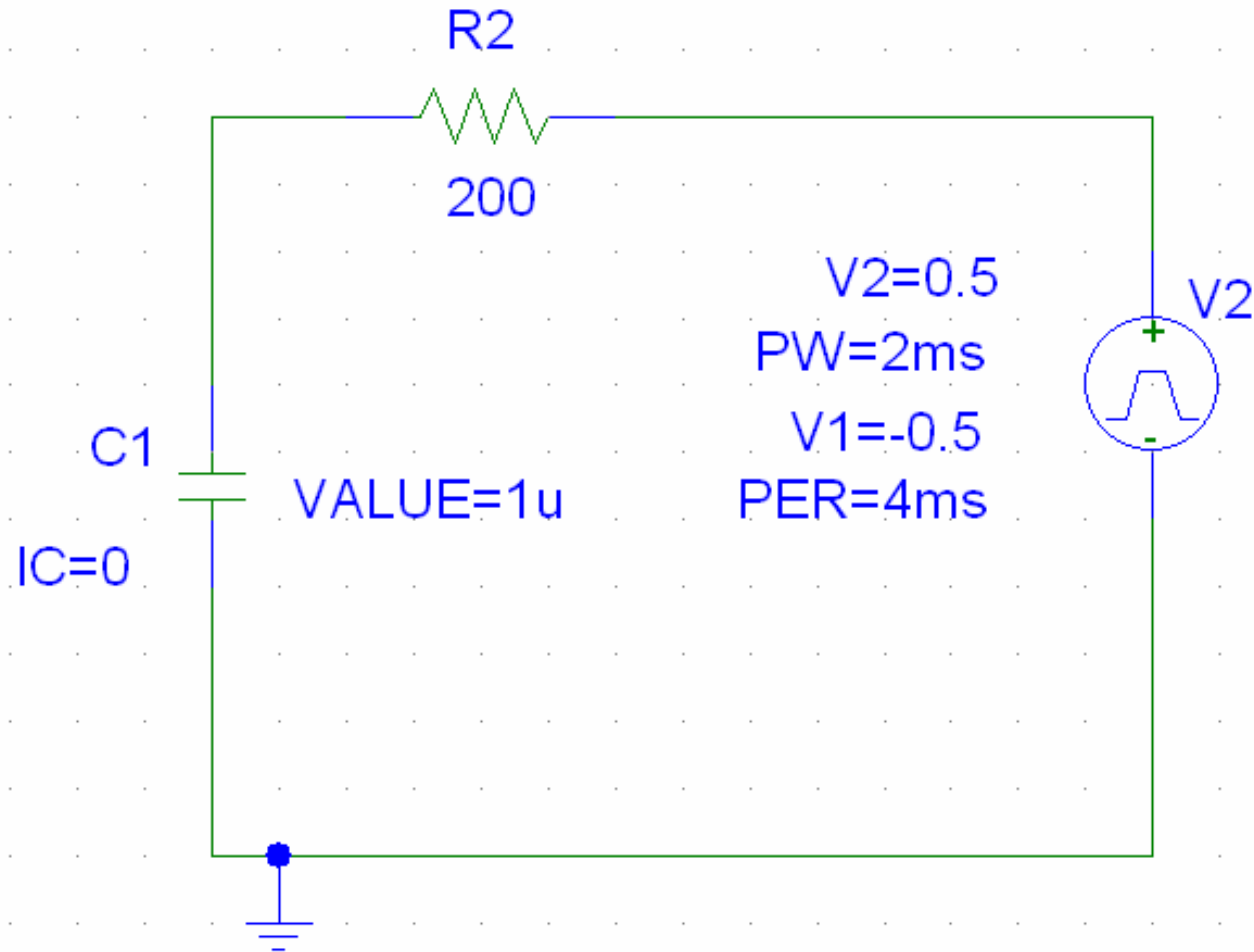 R2
200
V2=0.5
V2
PW=2ms
+
V1=-0.5
-
C1
VALUE=1u
PER=4ms
IC=0